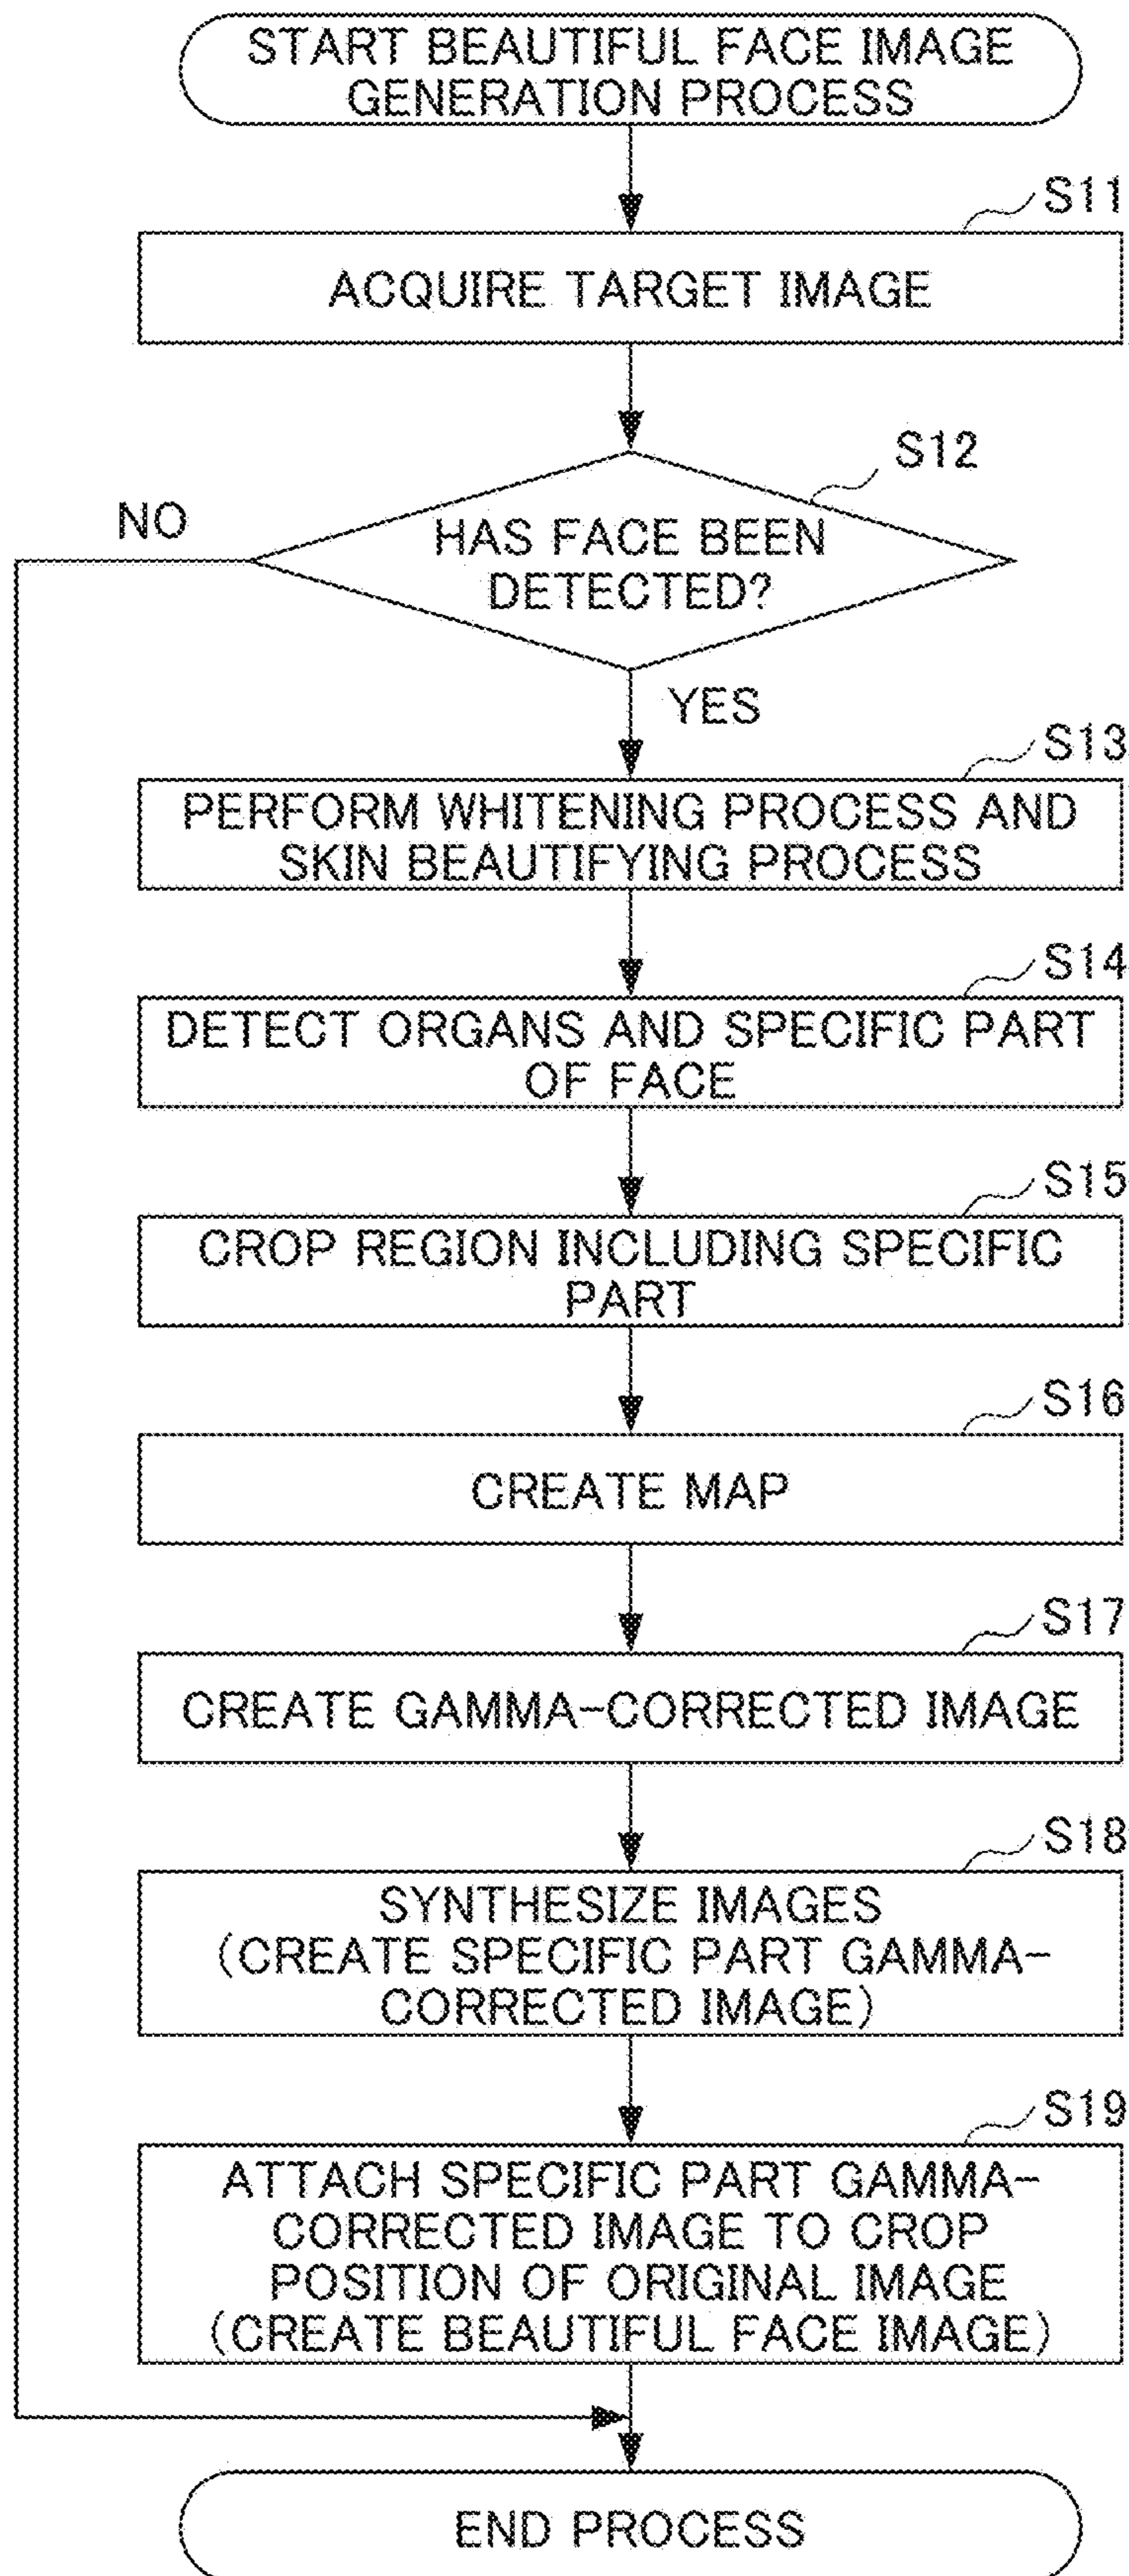 START BEAUTIFUL FACE IMAGE
GENERATION PROCESS
S11
ACQUIRE TARGET IMAGE
S12
NO
HAS FACE BEEN
DETECTED?
YES
S13
PERFORM WHITENING PROCESS AND
SKIN BEAUTIFYING PROCESS
S14
DETECT ORGANS AND SPECIFIC PART
OF FACE
S15
CROP REGION INCLUDING SPECIFIC
PART
S16
CREATE MAP
S17
CREATE GAMMA-CORRECTED IMAGE
S18
SYNTHESIZE IMAGES
(CREATE SPECIFIC PART GAMMA-
CORRECTED IMAGE)
S19
ATTACH SPECIFIC PART GAMMA-
CORRECTED IMAGE TO CROP
POSITION OF ORIGINAL IMAGE
(CREATE BEAUTIFUL FACE IMAGE)
END PROCESS